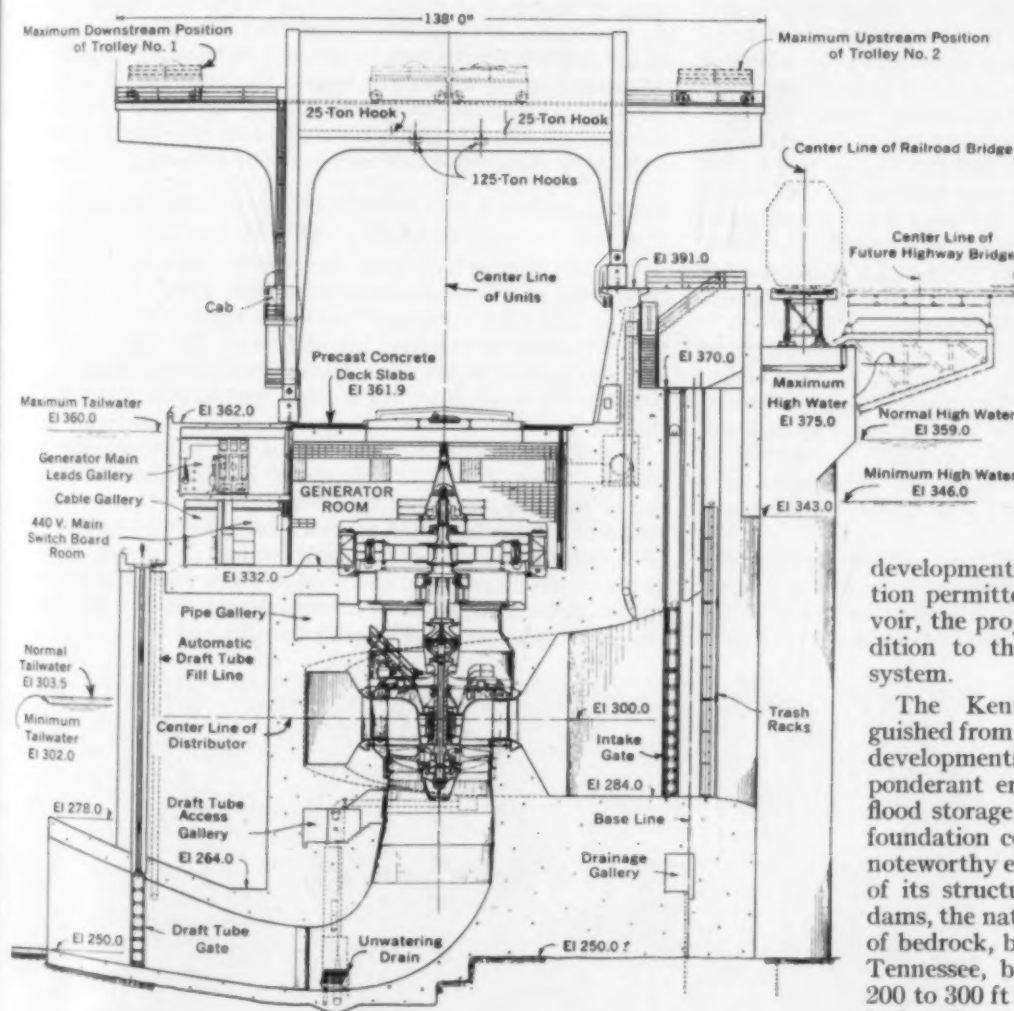 138' 0"
Maximum Downstream Position
of Trolley No. 1
Maximum Upstream Position
of Trolley No. 2
25-Ton Hook
25-Ton Hook
125-Ton Hooks
Center Line of Railroad Bridge
Center Line of
Future Highway Bridge
Center Line
of Units
El 391.0
Cab
Precast Concrete
Deck Slabs
El 361.9
El 370.0
Maximum
High Water
El 375.0
Maximum Tailwater
El 360.0
El 362.0
Normal High Water
El 359.0
Generator Main
Leads Gallery
Cable Gallery
440 V. Main
Switch Board
Room
GENERATOR
ROOM
Minimum High Water
El 346.0
El 343.0
El 332.0
Pipe Gallery
Automatic
Draft Tube
Fill Line
Normal
Tailwater
El 303.5
Minimum
Tailwater
El 302.0
Center Line of
Distributor
El 300.0
Intake
Gate
Trash
Racks
El 284.0
Base Line
El 278.0
Draft Tube
Access
Gallery
El 264.0
Drainage
Gallery
El 250.0
Draft Tube
Gate
Unwatering
Drain
El 250.0 ±
development
tion permitte
voir, the proj
dition to th
system.
The Ken
guished from
developments
ponderant en
flood storage
foundation c
noteworthy e
of its structu
dams, the nat
of bedrock, b
Tennessee, b
200 to 300 ft